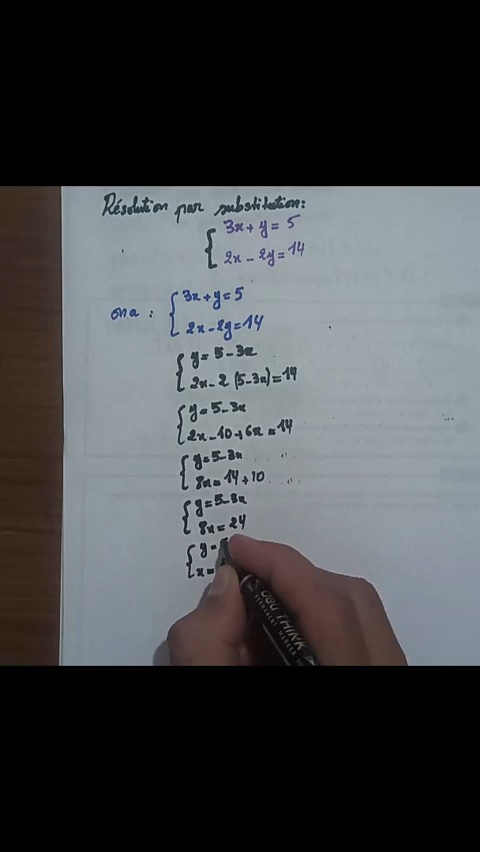 Résolution par substitution:
3x + y = 5
2x - 2y = 14
on a : 3x + y = 5
2x - 2y = 14
y = 5 - 3x
2x - 2 (5 - 3x) = 14
y = 5 - 3x
2x - 10 + 6x = 14
y = 5 - 3x
8x = 14 + 10
y = 5 - 3x
8x = 24
y =
x =